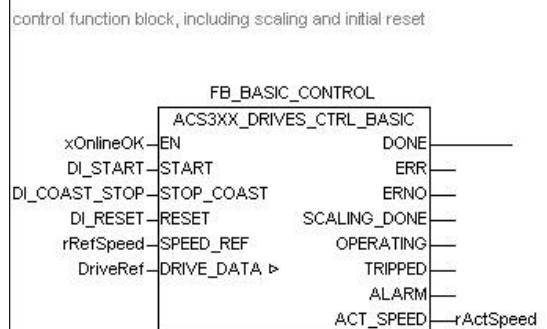 control function block, including scaling and initial reset
FB_BASIC_CONTROL
ACS3XX_DRIVES_CTRL_BASIC
xOnlineOK EN DONE
DI_START START ERR
DI_COAST_STOP STOP_COAST ERNO
DI_RESET RESET SCALING_DONE
rRefSpeed SPEED_REF OPERATING
DriveRef DRIVE_DATA ▷ TRIPPED
ALARM
ACT_SPEED rActSpeed